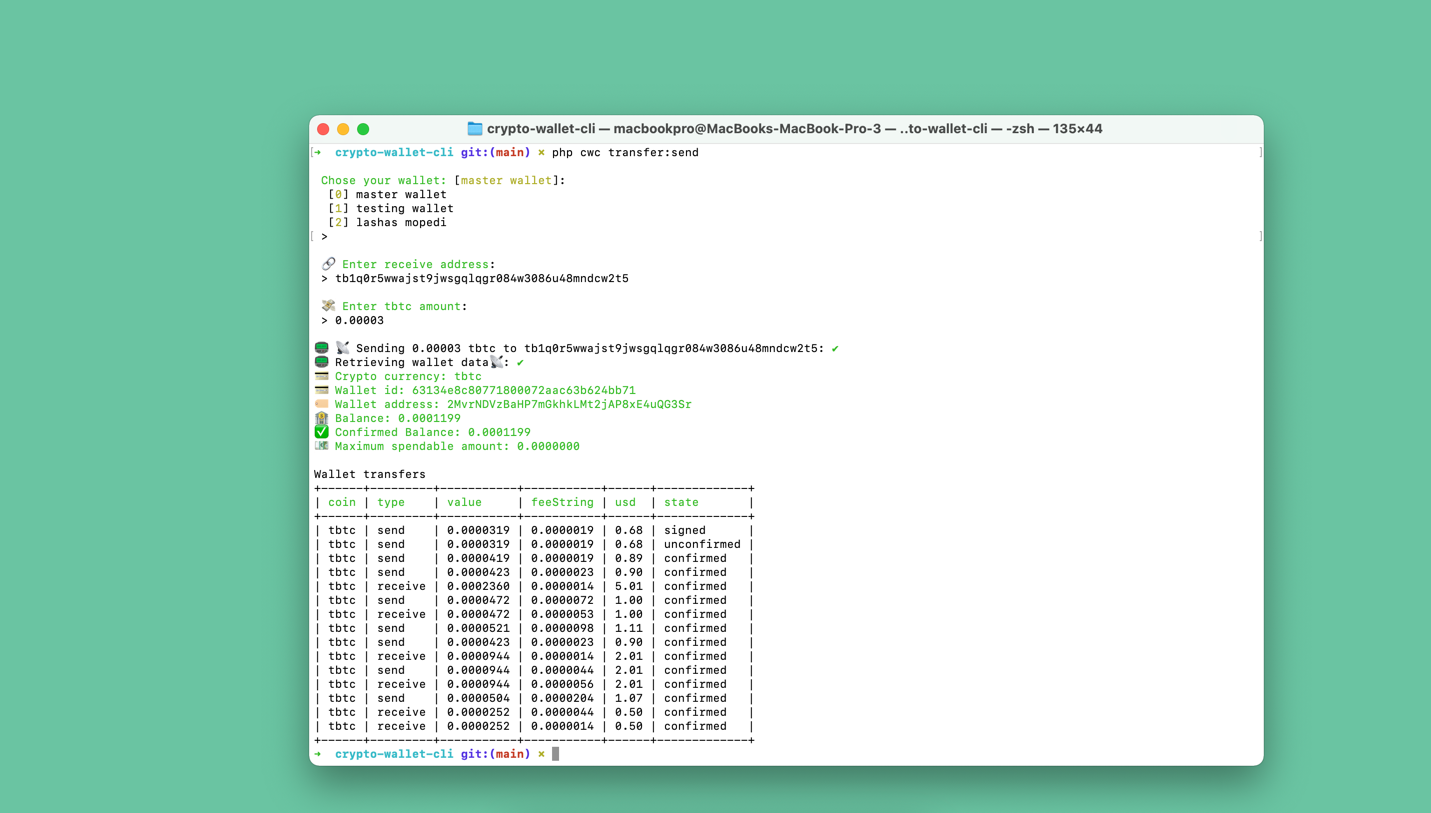 crypto-wallet-cli — macbookpro@MacBooks-MacBook-Pro-3 — ..to-wallet-cli — -zsh — 135×44
[➜  crypto-wallet-cli git:(main) ✗ php cwc transfer:send ]
Chose your wallet: [master wallet]:
[0] master wallet
[1] testing wallet
[2] lashas mopedi
[ > ]
🔗 Enter receive address:
> tb1q0r5wwajst9jwsgqlqgr084w3086u48mndcw2t5
💸 Enter tbtc amount:
> 0.00003
📟 📡 Sending 0.00003 tbtc to tb1q0r5wwajst9jwsgqlqgr084w3086u48mndcw2t5: ✔
📟 Retrieving wallet data📡: ✔
💳 Crypto currency: tbtc
💳 Wallet id: 63134e8c80771800072aac63b624bb71
🏷 Wallet address: 2MvrNDVzBaHP7mGkhkLMt2jAP8xE4uQG3Sr
🏦 Balance: 0.0001199
✅ Confirmed Balance: 0.0001199
💵 Maximum spendable amount: 0.0000000
Wallet transfers
+------+---------+-----------+-----------+------+-------------+
| coin | type    | value     | feeString | usd  | state       |
+------+---------+-----------+-----------+------+-------------+
| tbtc | send    | 0.0000319 | 0.0000019 | 0.68 | signed      |
| tbtc | send    | 0.0000319 | 0.0000019 | 0.68 | unconfirmed |
| tbtc | send    | 0.0000419 | 0.0000019 | 0.89 | confirmed   |
| tbtc | send    | 0.0000423 | 0.0000023 | 0.90 | confirmed   |
| tbtc | receive | 0.0002360 | 0.0000014 | 5.01 | confirmed   |
| tbtc | send    | 0.0000472 | 0.0000072 | 1.00 | confirmed   |
| tbtc | receive | 0.0000472 | 0.0000053 | 1.00 | confirmed   |
| tbtc | send    | 0.0000521 | 0.0000098 | 1.11 | confirmed   |
| tbtc | send    | 0.0000423 | 0.0000023 | 0.90 | confirmed   |
| tbtc | receive | 0.0000944 | 0.0000014 | 2.01 | confirmed   |
| tbtc | send    | 0.0000944 | 0.0000044 | 2.01 | confirmed   |
| tbtc | receive | 0.0000944 | 0.0000056 | 2.01 | confirmed   |
| tbtc | send    | 0.0000504 | 0.0000204 | 1.07 | confirmed   |
| tbtc | receive | 0.0000252 | 0.0000044 | 0.50 | confirmed   |
| tbtc | receive | 0.0000252 | 0.0000014 | 0.50 | confirmed   |
+------+---------+-----------+-----------+------+-------------+
➜  crypto-wallet-cli git:(main) ✗